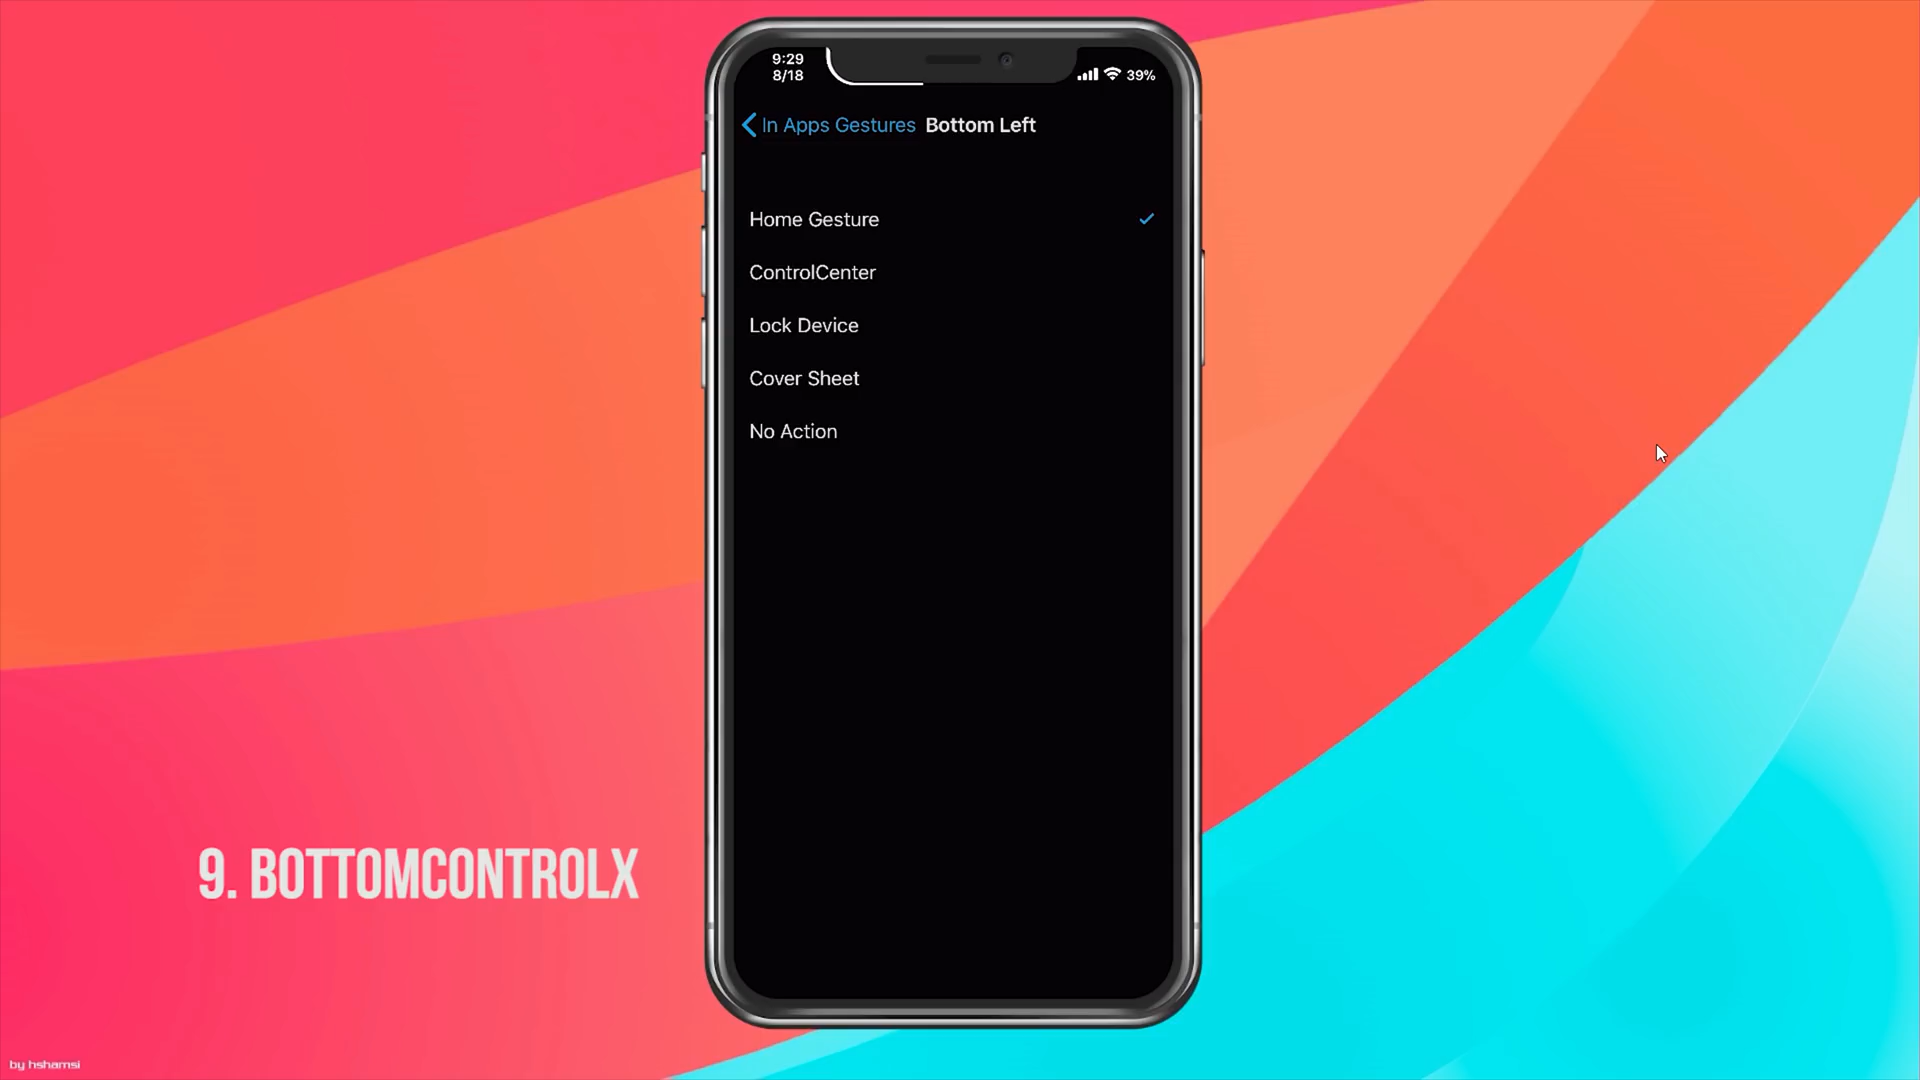 9:29
8/18
39%
In Apps Gestures Bottom Left
Home Gesture
ControlCenter
Lock Device
Cover Sheet
No Action
9. BOTTOMCONTROLX
by hshamsi